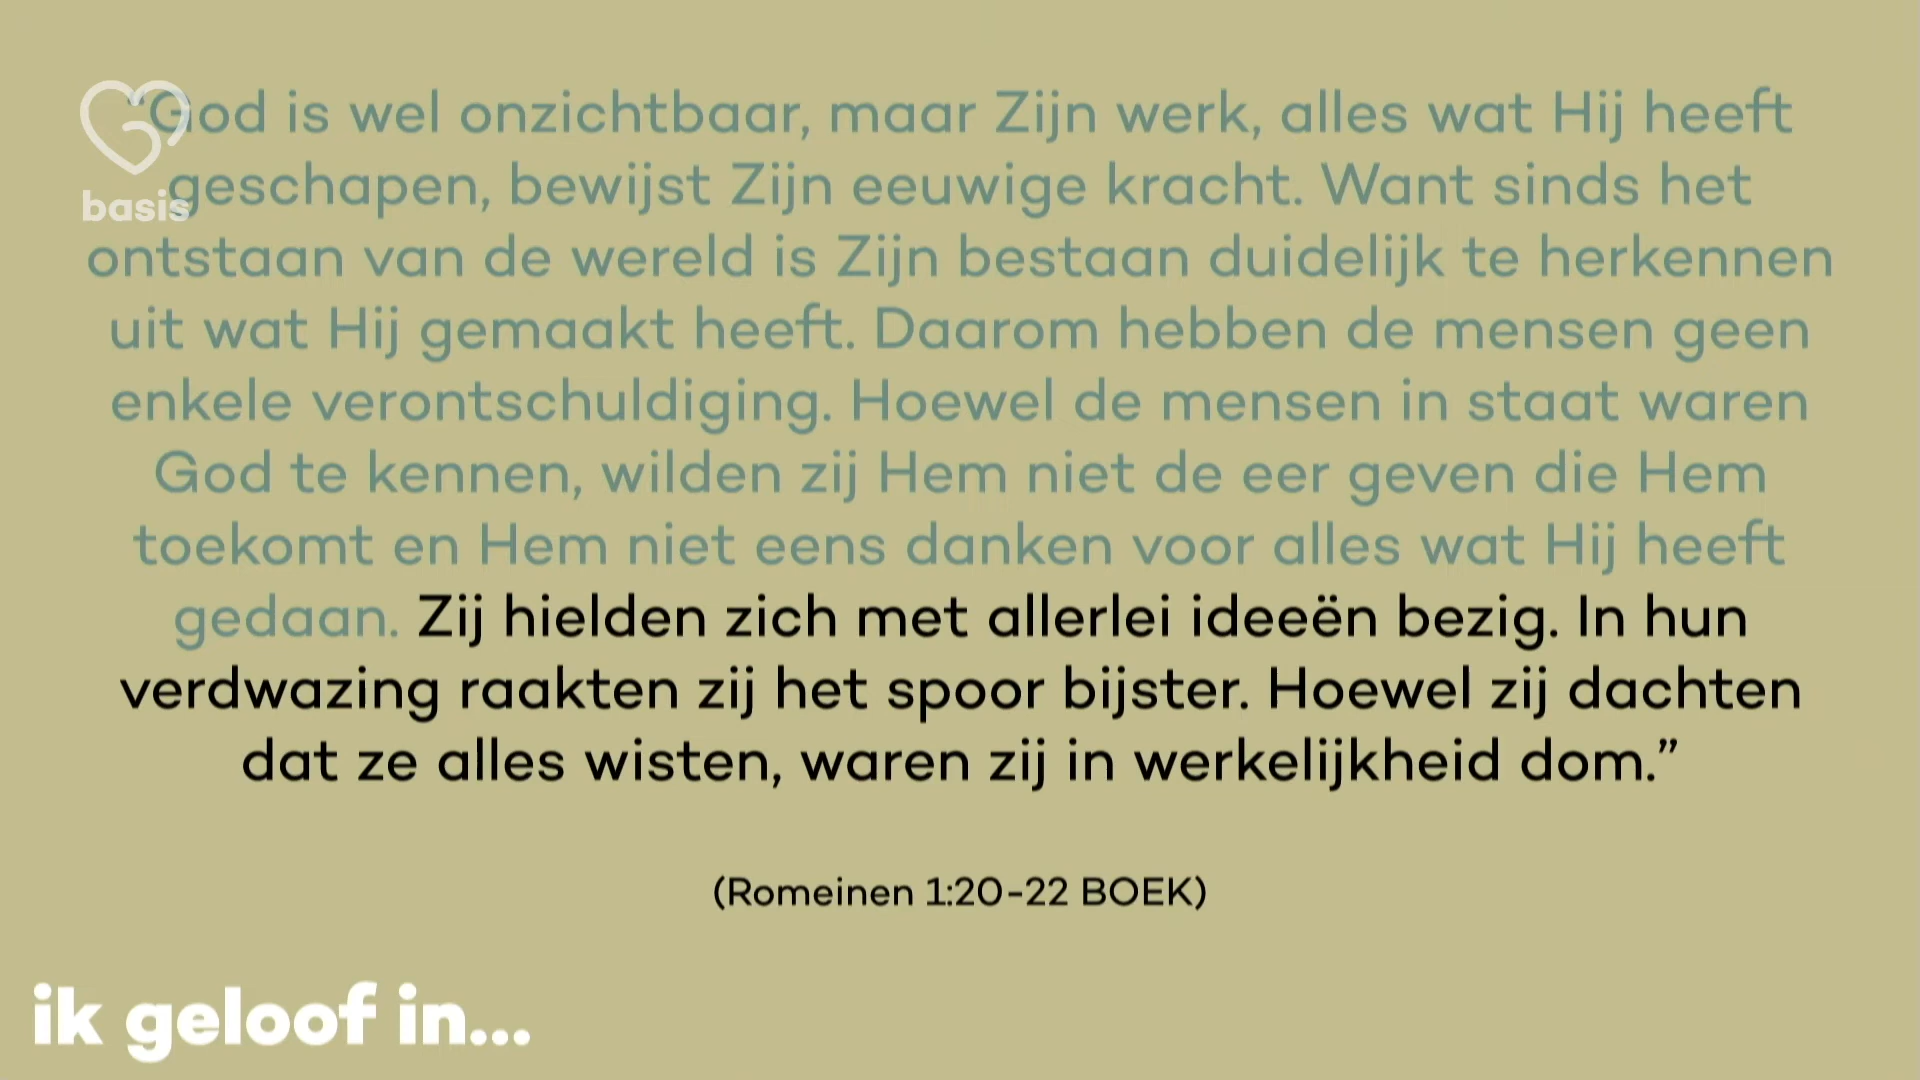 basis
“God is wel onzichtbaar, maar Zijn werk, alles wat Hij heeft
geschapen, bewijst Zijn eeuwige kracht. Want sinds het
ontstaan van de wereld is Zijn bestaan duidelijk te herkennen
uit wat Hij gemaakt heeft. Daarom hebben de mensen geen
enkele verontschuldiging. Hoewel de mensen in staat waren
God te kennen, wilden zij Hem niet de eer geven die Hem
toekomt en Hem niet eens danken voor alles wat Hij heeft
gedaan. Zij hielden zich met allerlei ideeën bezig. In hun
verdwazing raakten zij het spoor bijster. Hoewel zij dachten
dat ze alles wisten, waren zij in werkelijkheid dom.”
(Romeinen 1:20-22 BOEK)
ik geloof in...